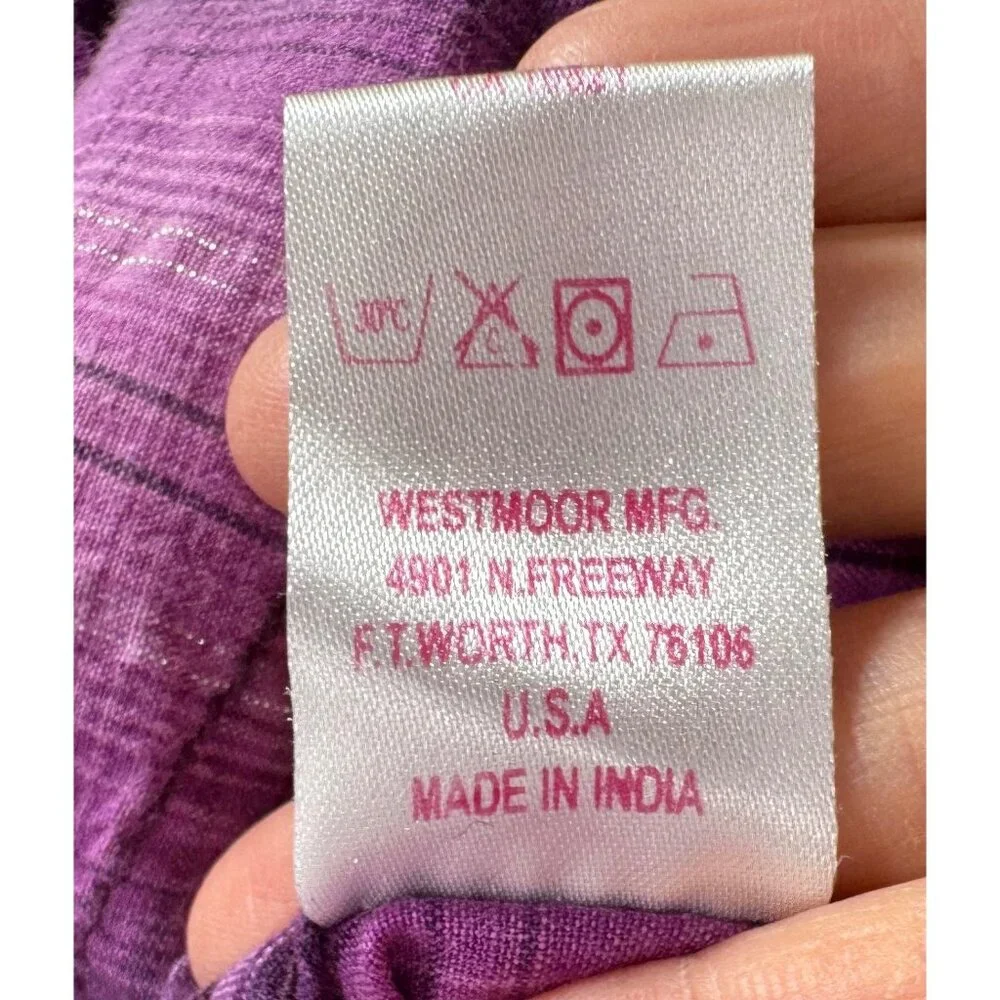 30°C
C
WESTMOOR MFG.
4901 N.FREEWAY
F.T.WORTH,TX 76106
U.S.A
MADE IN INDIA